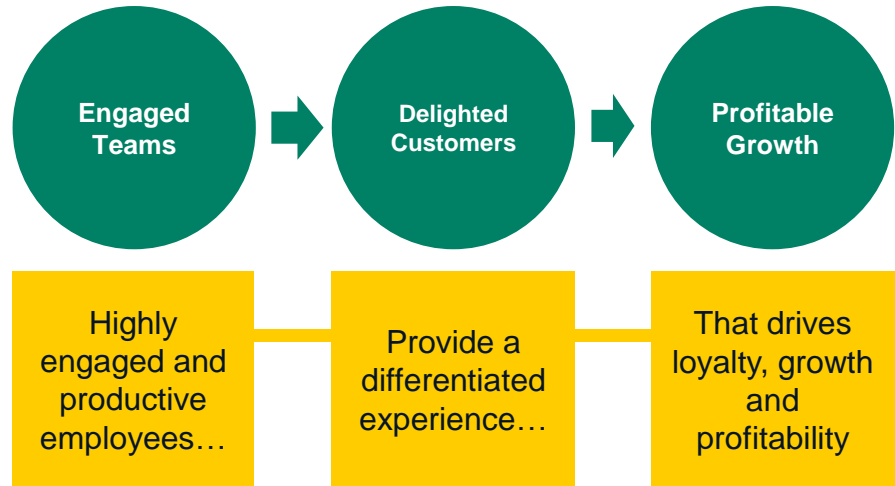 Engaged
Teams
Delighted
Customers
Profitable
Growth
Highly
engaged and
productive
employees…
Provide a
differentiated
experience…
That drives
loyalty, growth
and
profitability